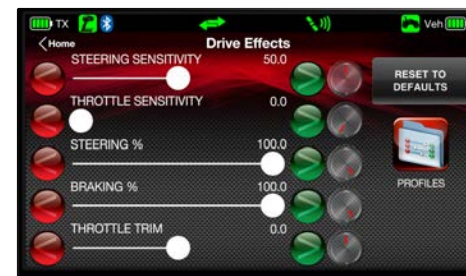 TX
Veh
Home
Drive Effects
STEERING SENSITIVITY 50.0
RESET TO
DEFAULTS
THROTTLE SENSITIVITY 0.0
STEERING % 100.0
PROFILES
BRAKING % 100.0
THROTTLE TRIM 0.0